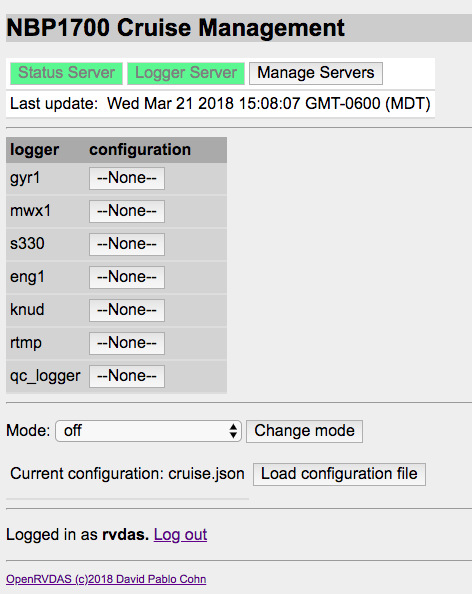 NBP1700 Cruise Management
Status Server Logger Server Manage Servers
Last update: Wed Mar 21 2018 15:08:07 GMT-0600 (MDT)
logger configuration
gyr1 --None--
mwx1 --None--
s330 --None--
eng1 --None--
knud --None--
rtmp --None--
qc_logger --None--
Mode: off Change mode
Current configuration: cruise.json Load configuration file
Logged in as rvdas. Log out
OpenRVDAS (c)2018 David Pablo Cohn